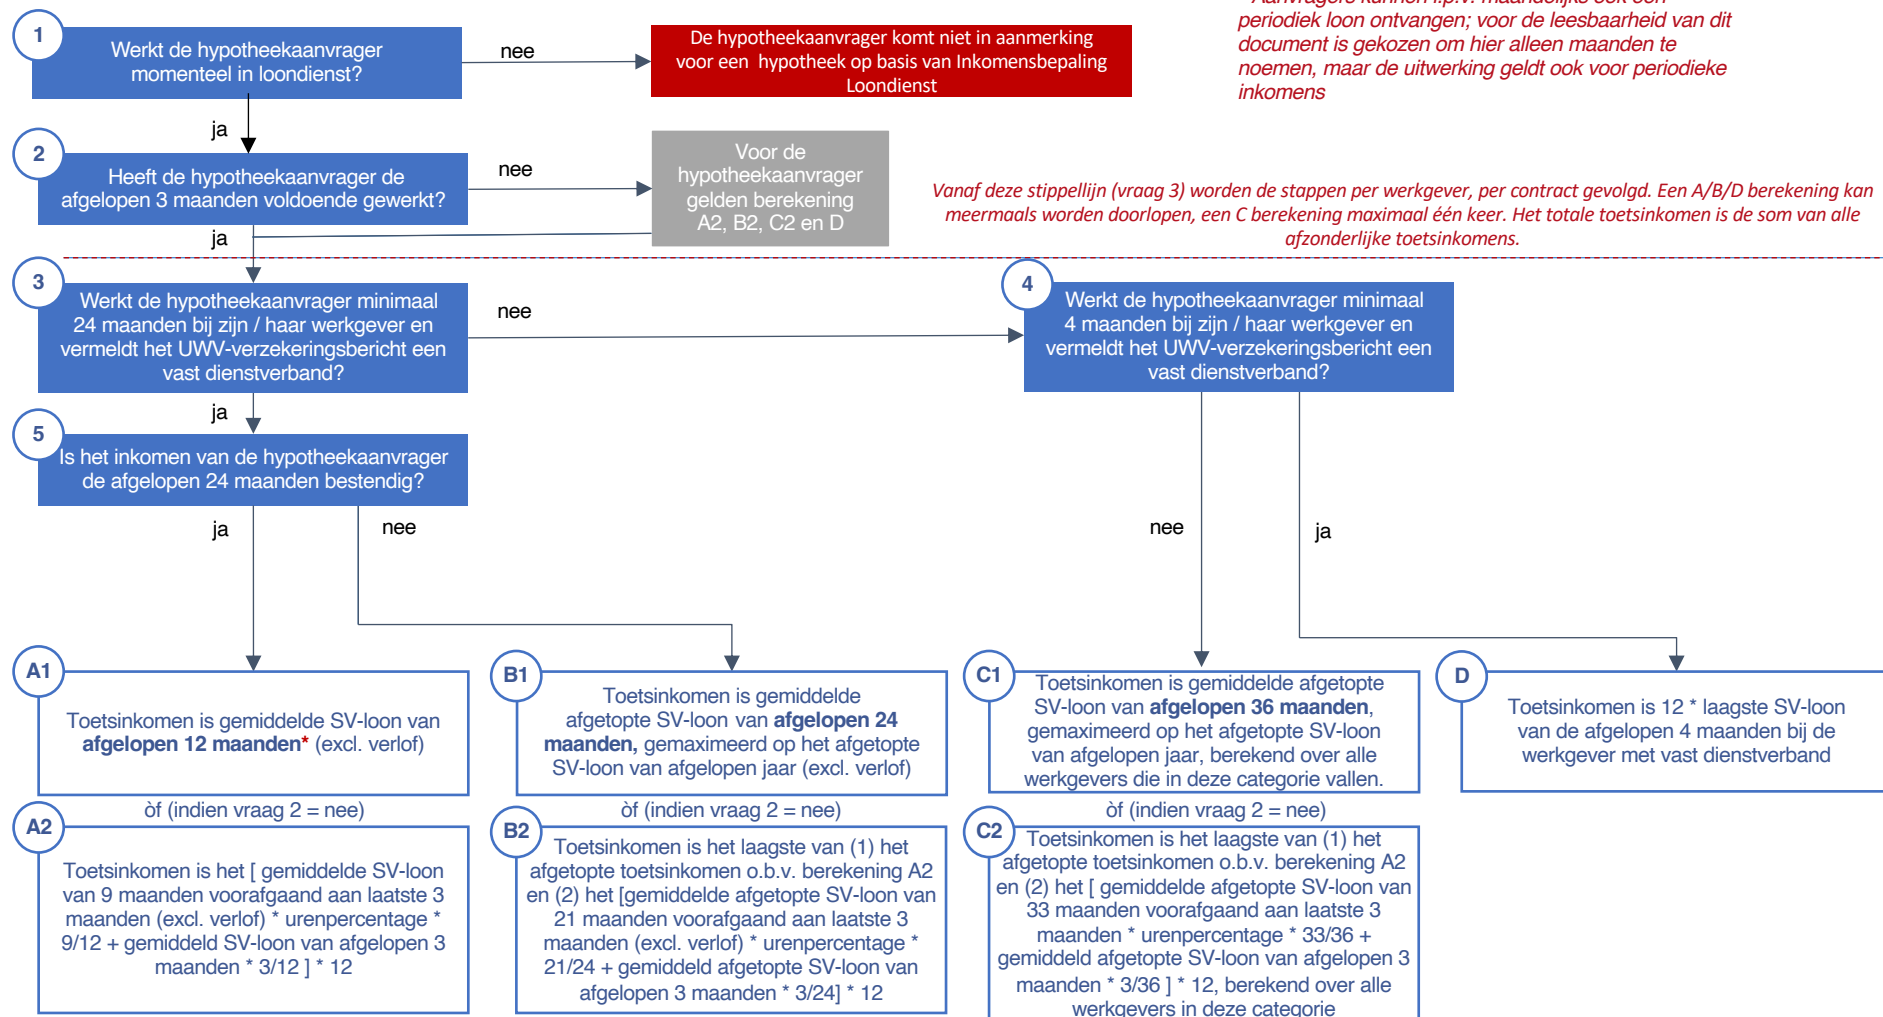 * Aanvragers kunnen i.p.v. maandelijks ook een
periodiek loon ontvangen; voor de leesbaarheid van dit
document is gekozen om hier alleen maanden te
noemen, maar de uitwerking geldt ook voor periodieke
inkomens
1
Werkt de hypotheekaanvrager
momenteel in loondienst?
nee
De hypotheekaanvrager komt niet in aanmerking
voor een hypotheek op basis van Inkomensbepaling
Loondienst
ja
2
Heeft de hypotheekaanvrager de
afgelopen 3 maanden voldoende gewerkt?
nee
Voor de
hypotheekaanvrager
gelden berekening
A2, B2, C2 en D
ja
Vanaf deze stippellijn (vraag 3) worden de stappen per werkgever, per contract gevolgd. Een A/B/D berekening kan
meermaals worden doorlopen, een C berekening maximaal één keer. Het totale toetsinkomen is de som van alle
afzonderlijke toetsinkomens.
3
Werkt de hypotheekaanvrager minimaal
24 maanden bij zijn / haar werkgever en
vermeldt het UWV-verzekeringsbericht een
vast dienstverband?
nee
4
Werkt de hypotheekaanvrager minimaal
4 maanden bij zijn / haar werkgever en
vermeldt het UWV-verzekeringsbericht een
vast dienstverband?
ja
5
Is het inkomen van de hypotheekaanvrager
de afgelopen 24 maanden bestendig?
ja
nee
nee
ja
A1
Toetsinkomen is gemiddelde SV-loon van
afgelopen 12 maanden* (excl. verlof)
B1
Toetsinkomen is gemiddelde
afgetopte SV-loon van afgelopen 24
maanden, gemaximeerd op het afgetopte
SV-loon van afgelopen jaar (excl. verlof)
C1
Toetsinkomen is gemiddelde afgetopte
SV-loon van afgelopen 36 maanden,
gemaximeerd op het afgetopte SV-loon
van afgelopen jaar, berekend over alle
werkgevers die in deze categorie vallen.
D
Toetsinkomen is 12 * laagste SV-loon
van de afgelopen 4 maanden bij de
werkgever met vast dienstverband
òf (indien vraag 2 = nee)
òf (indien vraag 2 = nee)
òf (indien vraag 2 = nee)
A2
Toetsinkomen is het [ gemiddelde SV-loon
van 9 maanden voorafgaand aan laatste 3
maanden (excl. verlof) * urenpercentage *
9/12 + gemiddeld SV-loon van afgelopen 3
maanden * 3/12 ] * 12
B2
Toetsinkomen is het laagste van (1) het
afgetopte toetsinkomen o.b.v. berekening A2
en (2) het [gemiddelde afgetopte SV-loon van
21 maanden voorafgaand aan laatste 3
maanden (excl. verlof) * urenpercentage *
21/24 + gemiddeld afgetopte SV-loon van
afgelopen 3 maanden * 3/24] * 12
C2
Toetsinkomen is het laagste van (1) het
afgetopte toetsinkomen o.b.v. berekening A2
en (2) het [ gemiddelde afgetopte SV-loon van
33 maanden voorafgaand aan laatste 3
maanden * urenpercentage * 33/36 +
gemiddeld afgetopte SV-loon van afgelopen 3
maanden * 3/36 ] * 12, berekend over alle
werkgevers in deze categorie